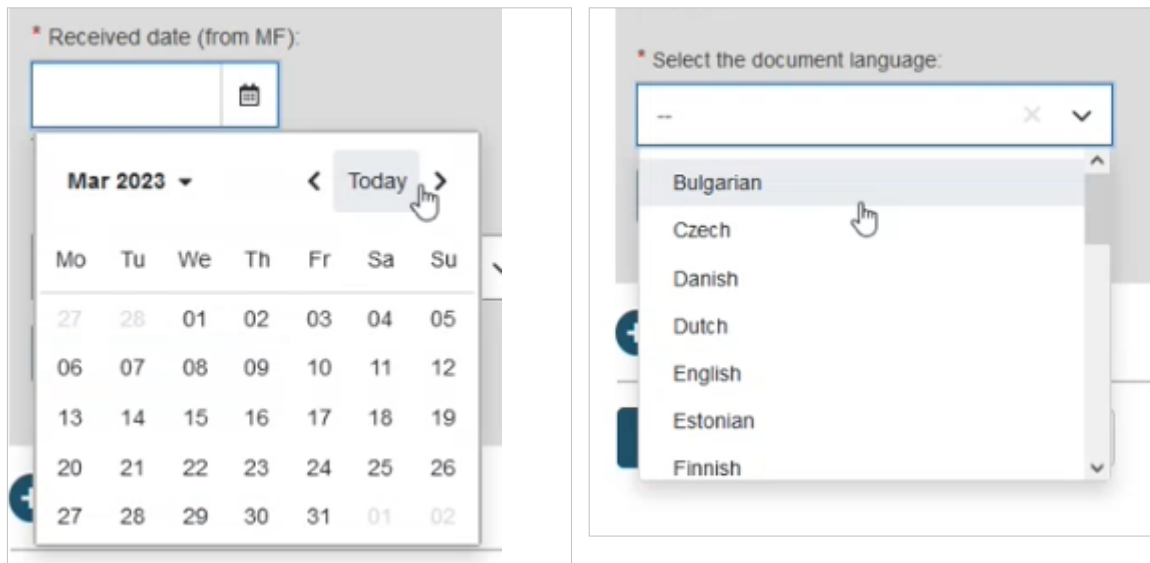 * Received date (from MF):
Mar 2023
Today
Mo Tu We Th Fr Sa Su
27 28 01 02 03 04 05
06 07 08 09 10 11 12
13 14 15 16 17 18 19
20 21 22 23 24 25 26
27 28 29 30 31 01 02
* Select the document language:
--
Bulgarian
Czech
Danish
Dutch
English
Estonian
Finnish